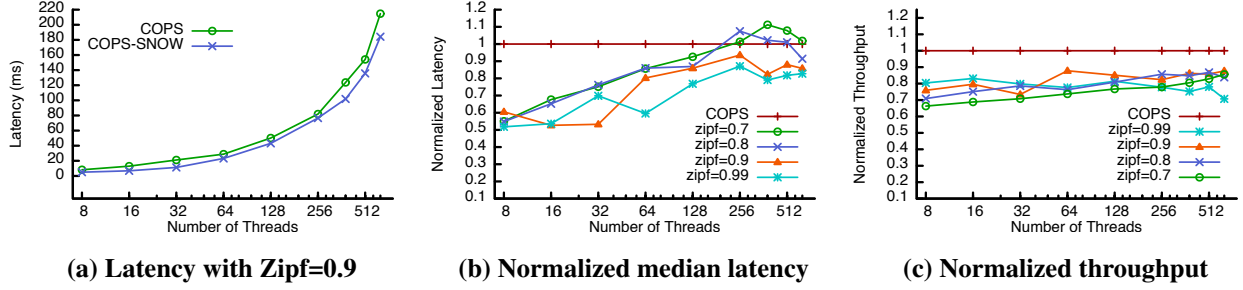 220
200
180
160
140
120
100
80
60
40
20
0
Latency (ms)
COPS
COPS-SNOW
8 16 32 64 128 256 512
Number of Threads
(a) Latency with Zipf=0.9
1.2
1.1
1
0.9
0.8
0.7
0.6
0.5
0.4
0.3
0.2
0.1
Normalized Latency
COPS
zipf=0.7
zipf=0.8
zipf=0.9
zipf=0.99
8 16 32 64 128 256 512
Number of Threads
(b) Normalized median latency
1.2
1.1
1
0.9
0.8
0.7
0.6
0.5
0.4
0.3
0.2
0.1
Normalized Throughput
COPS
zipf=0.99
zipf=0.9
zipf=0.8
zipf=0.7
8 16 32 64 128 256 512
Number of Threads
(c) Normalized throughput